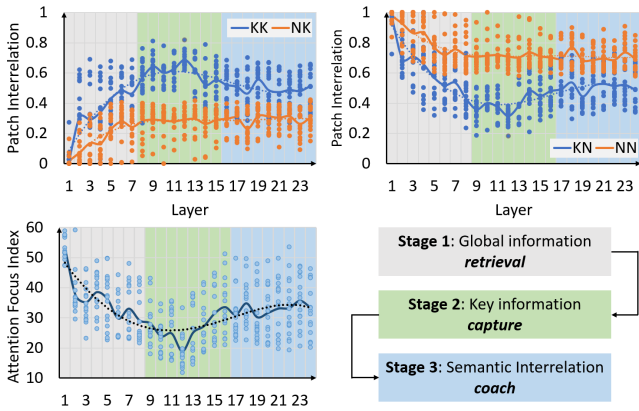 1
0.8
0.6
0.4
0.2
0
Patch Interrelation
KK NK
1 3 5 7 9 11 13 15 17 19 21 23
Layer
1
0.8
0.6
0.4
0.2
0
Patch Interrelation
KN NN
1 3 5 7 9 11 13 15 17 19 21 23
Layer
60
50
40
30
20
10
Attention Focus Index
1 3 5 7 9 11 13 15 17 19 21 23
Stage 1: Global information
retrieval
Stage 2: Key information
capture
Stage 3: Semantic Interrelation
coach